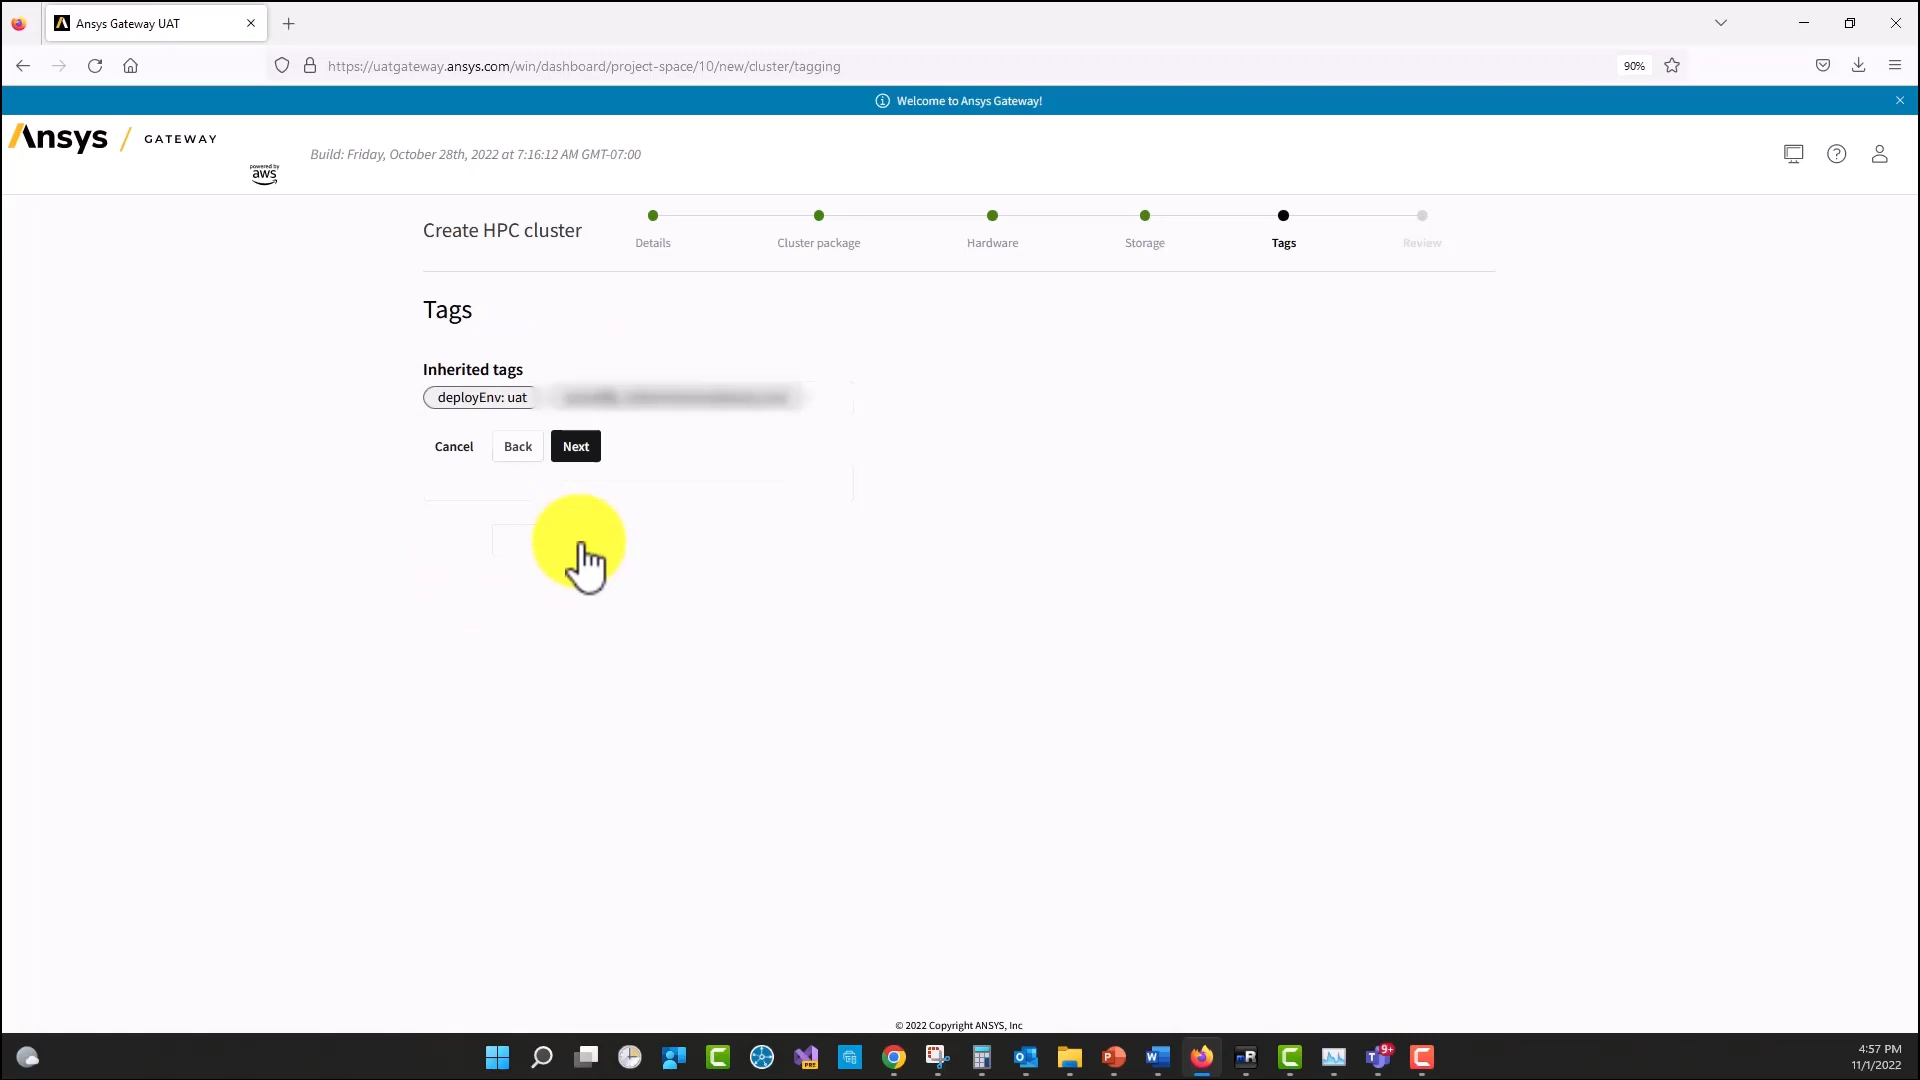 Ansys Gateway UAT
https://uatgateway.ansys.com/win/dashboard/project-space/10/new/cluster/tagging
90%
Welcome to Ansys Gateway!
Ansys / GATEWAY
powered by
aws
Build: Friday, October 28th, 2022 at 7:16:12 AM GMT-07:00
Create HPC cluster
Details
Cluster package
Hardware
Storage
Tags
Review
Tags
Inherited tags
deployEnv: uat
Cancel
Back
Next
© 2022 Copyright ANSYS, Inc
4:57 PM
11/1/2022